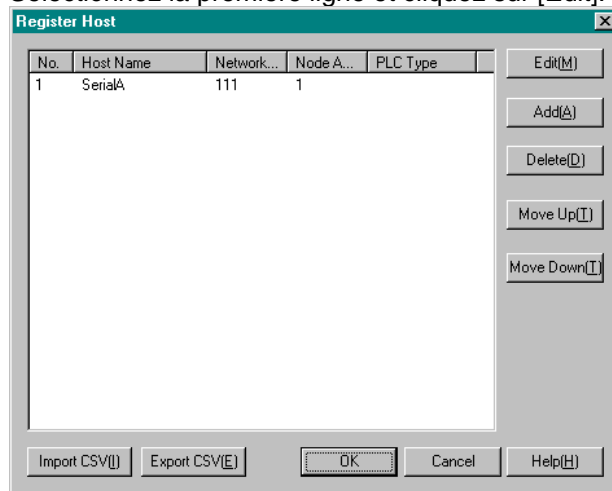 Sélectionnez la première ligne et cliquez sur [Edit].
Register Host
No. Host Name Network... Node A... PLC Type
1 SerialA 111 1
Edit(M)
Add(A)
Delete(D)
Move Up(T)
Move Down(T)
Import CSV(I) Export CSV(E) OK Cancel Help(H)